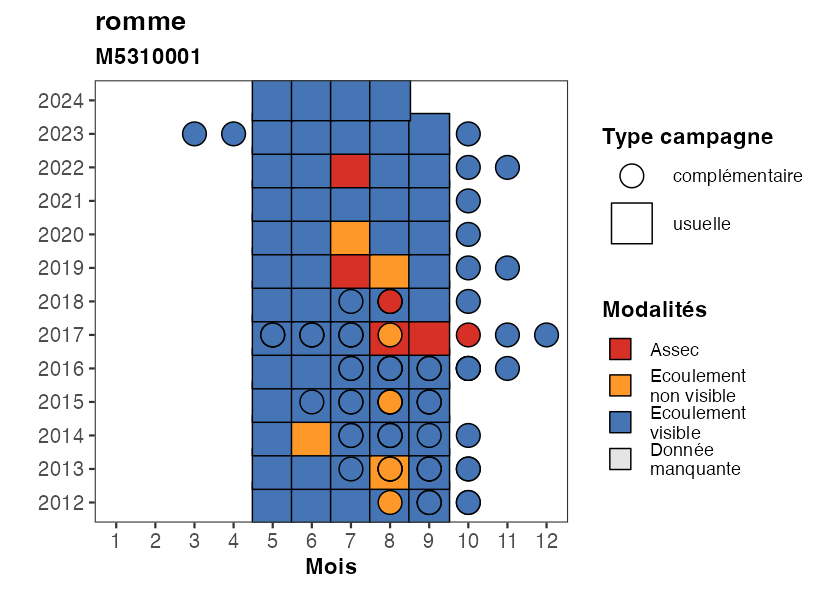 romme
M5310001
2024
2023
2022
2021
2020
2019
2018
2017
2016
2015
2014
2013
2012
1 2 3 4 5 6 7 8 9 10 11 12
Mois
Type campagne
complémentaire
usuelle
Modalités
Assec
Ecoulement
non visible
Ecoulement
visible
Donnée
manquante